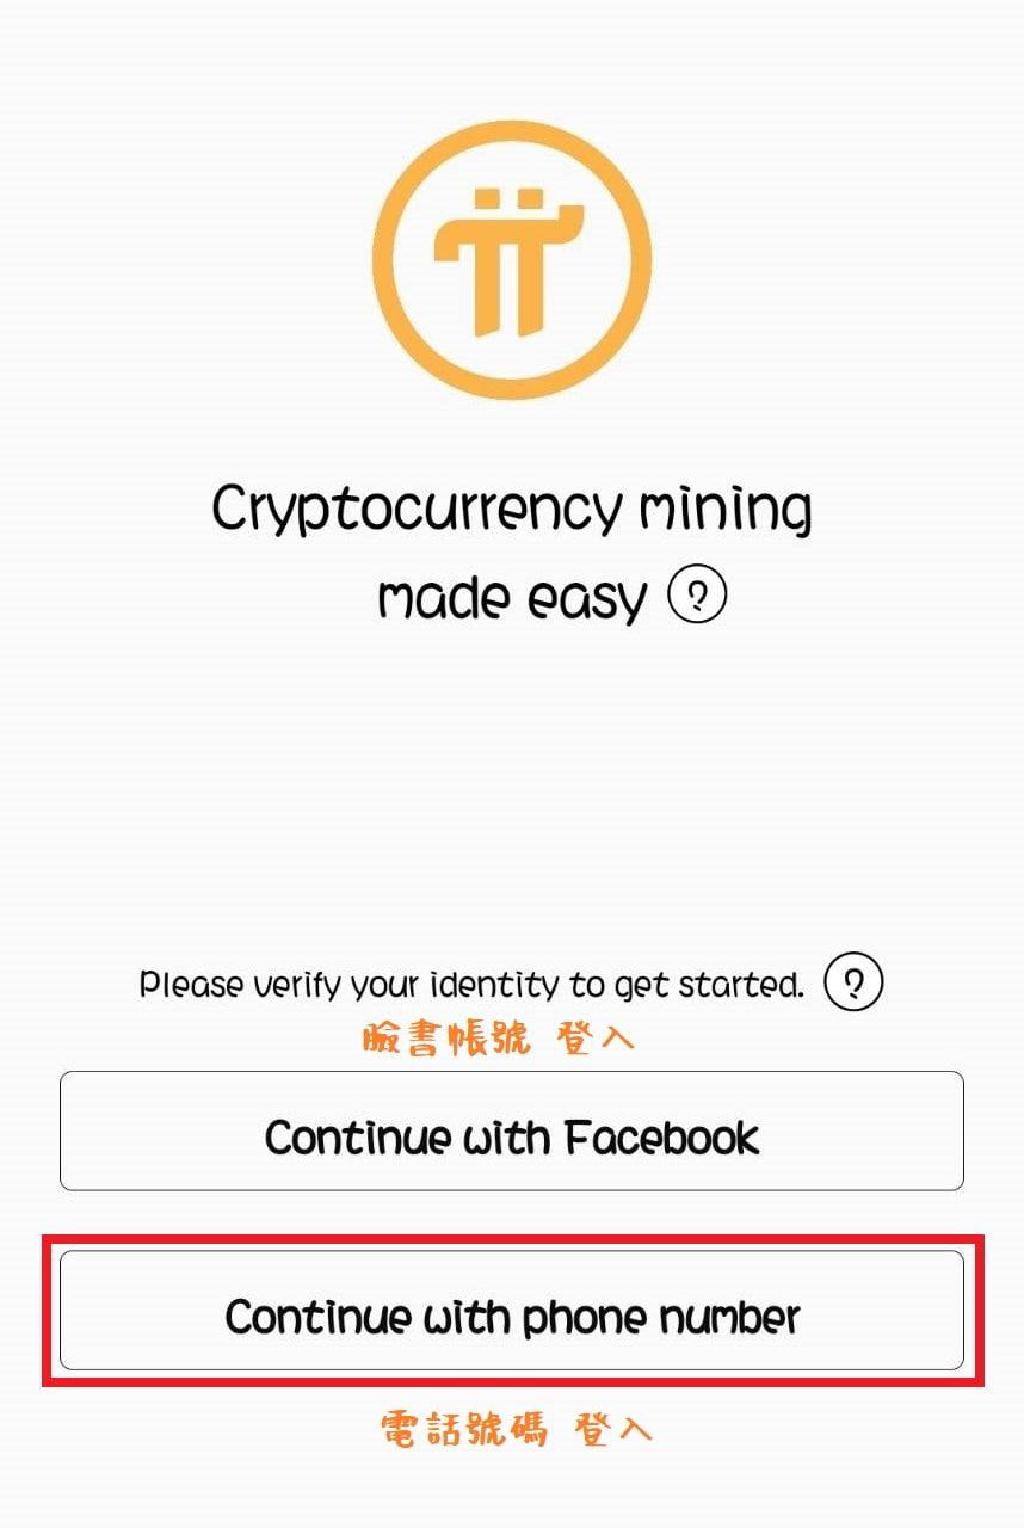 Cryptocurrency mining
made easy ?
Please verify your identity to get started. ?
臉書帳號 登入
Continue with Facebook
Continue with phone number
電話號碼 登入